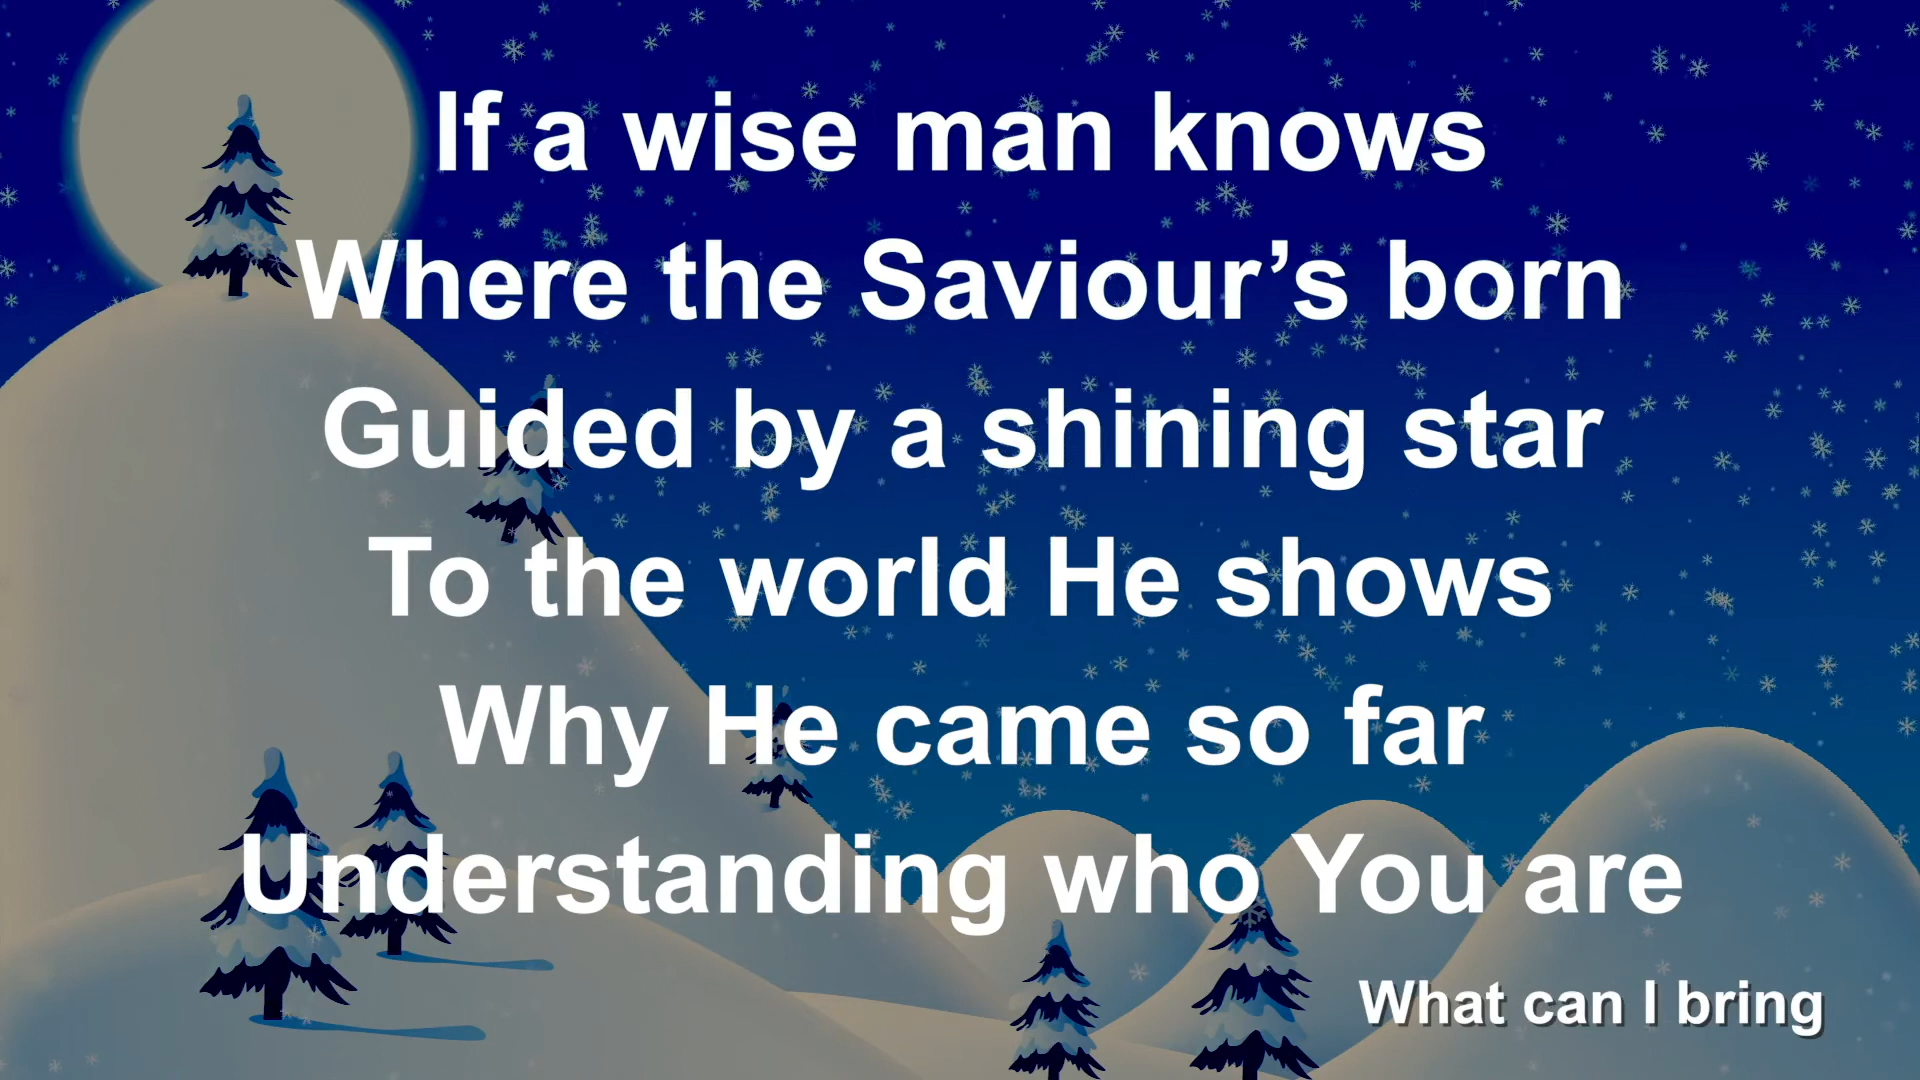 If a wise man knows
Where the Saviour’s born
Guided by a shining star
To the world He shows
Why He came so far
Understanding who You are
What can I bring